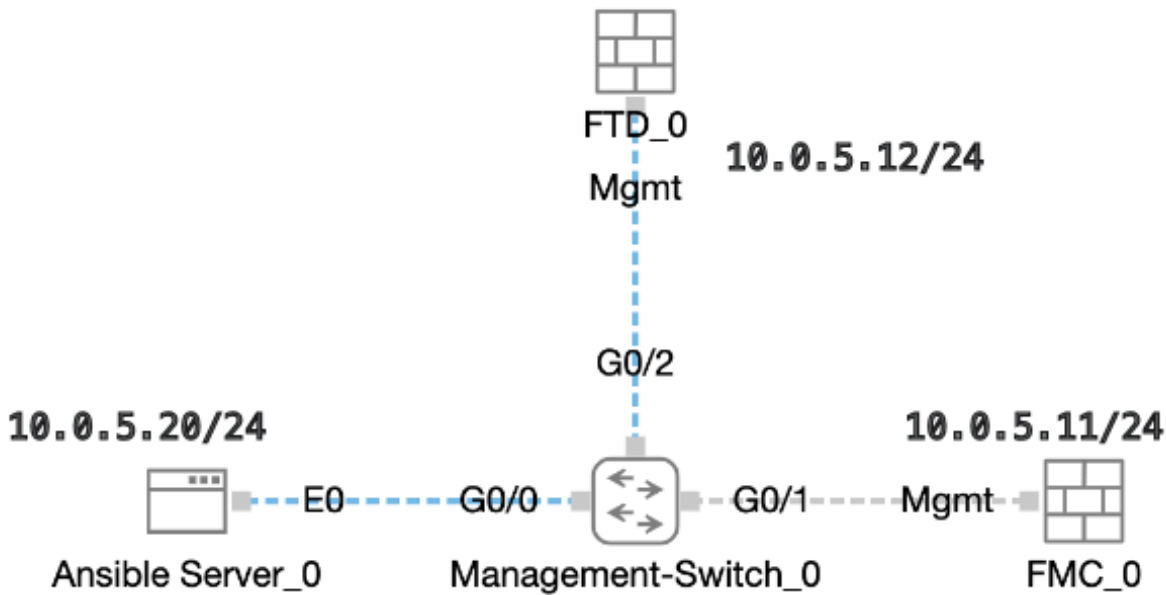 FTD_0
10.0.5.12/24
Mgmt
G0/2
10.0.5.20/24
10.0.5.11/24
E0
G0/0
G0/1
Mgmt
Ansible Server_0
Management-Switch_0
FMC_0